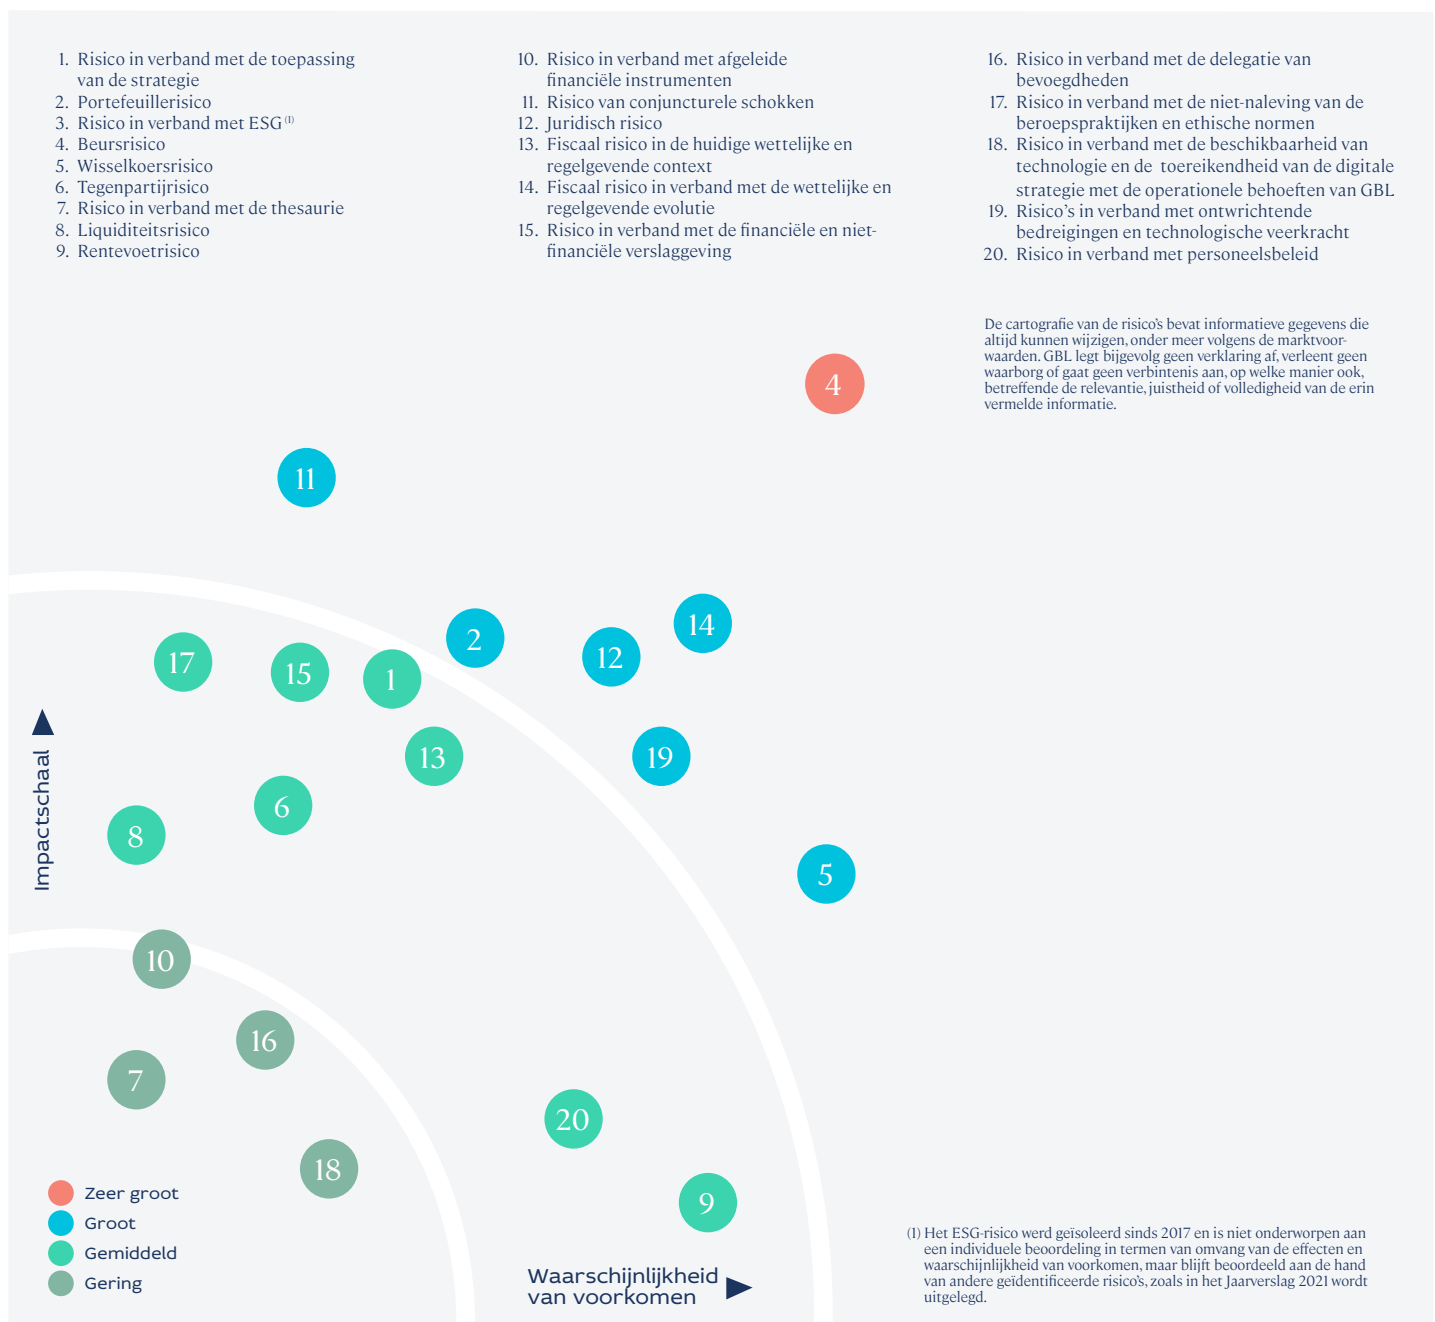 1. Risico in verband met de toepassing
van de strategie
2. Portefeuillerisico
3. Risico in verband met ESG (1)
4. Beursrisico
5. Wisselkoersrisico
6. Tegenpartijrisico
7. Risico in verband met de thesaurie
8. Liquiditeitsrisico
9. Rentevoetrisico
10. Risico in verband met afgeleide
financiële instrumenten
11. Risico van conjuncturele schokken
12. Juridisch risico
13. Fiscaal risico in de huidige wettelijke en
regelgevende context
14. Fiscaal risico in verband met de wettelijke en
regelgevende evolutie
15. Risico in verband met de financiële en niet-
financiële verslaggeving
16. Risico in verband met de delegatie van
bevoegdheden
17. Risico in verband met de niet-naleving van de
beroepspraktijken en ethische normen
18. Risico in verband met de beschikbaarheid van
technologie en de toereikendheid van de digitale
strategie met de operationele behoeften van GBL
19. Risico's in verband met ontwrichtende
bedreigingen en technologische veerkracht
20. Risico in verband met personeelsbeleid
De cartografie van de risico's bevat informatieve gegevens die
altijd kunnen wijzigen, onder meer volgens de marktvoor-
waarden. GBL legt bijgevolg geen verklaring af, verleent geen
waarborg of gaat geen verbintenis aan, op welke manier ook,
betreffende de relevantie, juistheid of volledigheid van de erin
vermelde informatie.
4
11
14
2
12
17
15
1
13
19
6
8
5
10
16
7
20
18
9
Impactschaal
Zeer groot
Groot
Gemiddeld
Gering
Waarschijnlijkheid
van voorkomen
(1) Het ESG-risico werd geïsoleerd sinds 2017 en is niet onderworpen aan
een individuele beoordeling in termen van omvang van de effecten en
waarschijnlijkheid van voorkomen, maar blijft beoordeeld aan de hand
van andere geïdentificeerde risico's, zoals in het Jaarverslag 2021 wordt
uitgelegd.